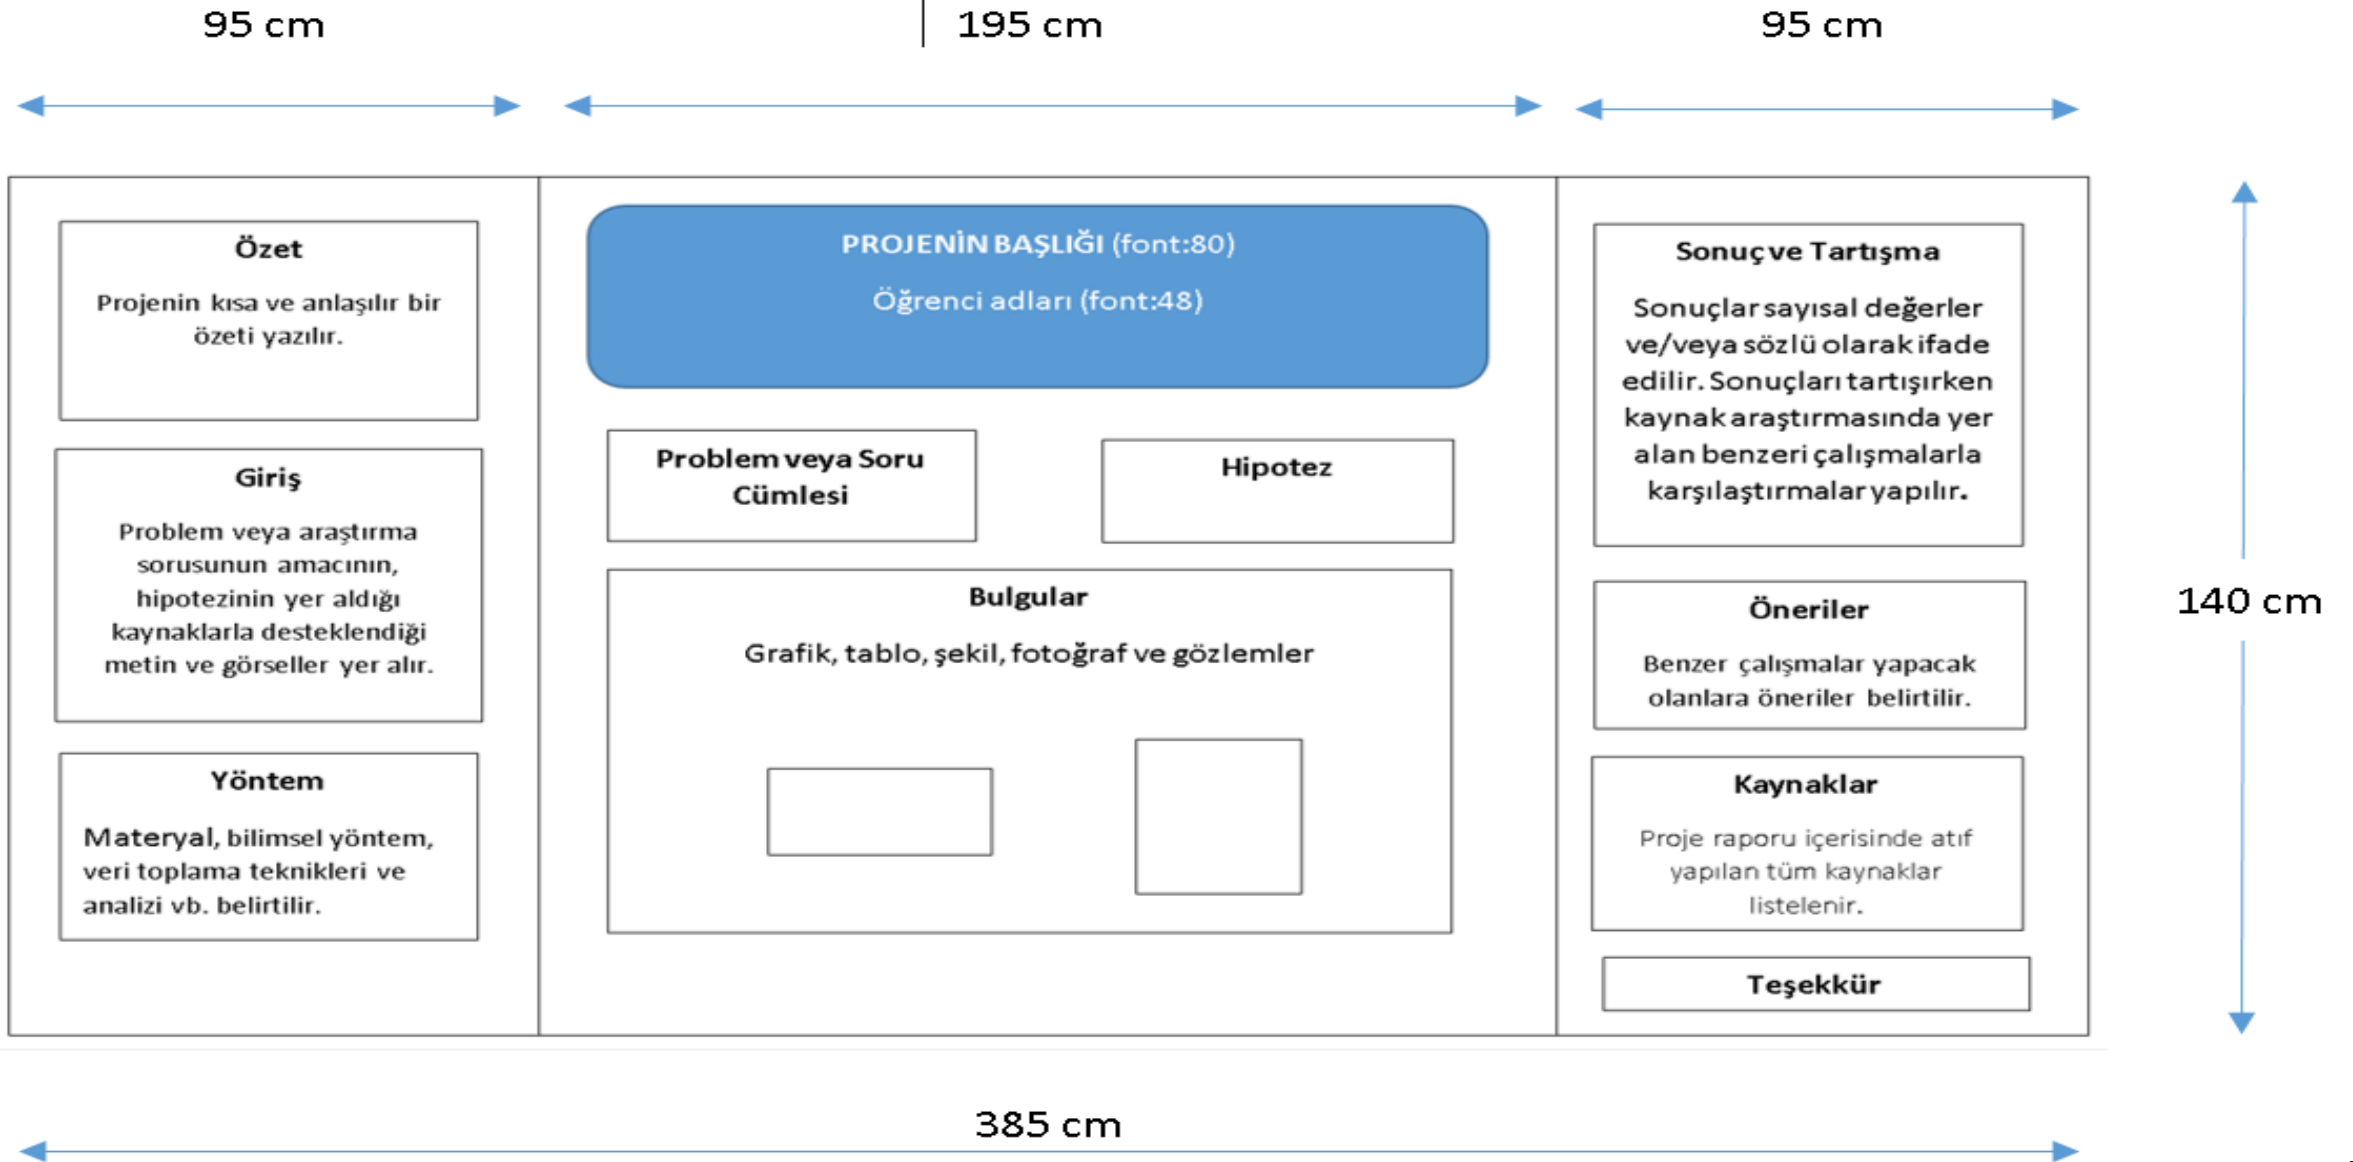 95 cm
195 cm
95 cm
Özet
Projenin kısa ve anlaşılır bir
özeti yazılır.
Giriş
Problem veya araştırma
sorusunun amacının,
hipotezinin yer aldığı
kaynaklarla desteklendiği
metin ve görseller yer alır.
Yöntem
Materyal, bilimsel yöntem,
veri toplama teknikleri ve
analizi vb. belirtilir.
PROJENİN BAŞLIĞI (font:80)
Öğrenci adları (font:48)
Problem veya Soru
Cümlesi
Hipotez
Bulgular
Grafik, tablo, şekil, fotoğraf ve gözlemler
Sonuç ve Tartışma
Sonuçlar sayısal değerler
ve/veya sözlü olarak ifade
edilir. Sonuçları tartışırken
kaynak araştırmasında yer
alan benzeri çalışmalarla
karşılaştırmalar yapılır.
Öneriler
Benzer çalışmalar yapacak
olanlara öneriler belirtilir.
Kaynaklar
Proje raporu içerisinde atıf
yapılan tüm kaynaklar
listelenir.
Teşekkür
140 cm
385 cm